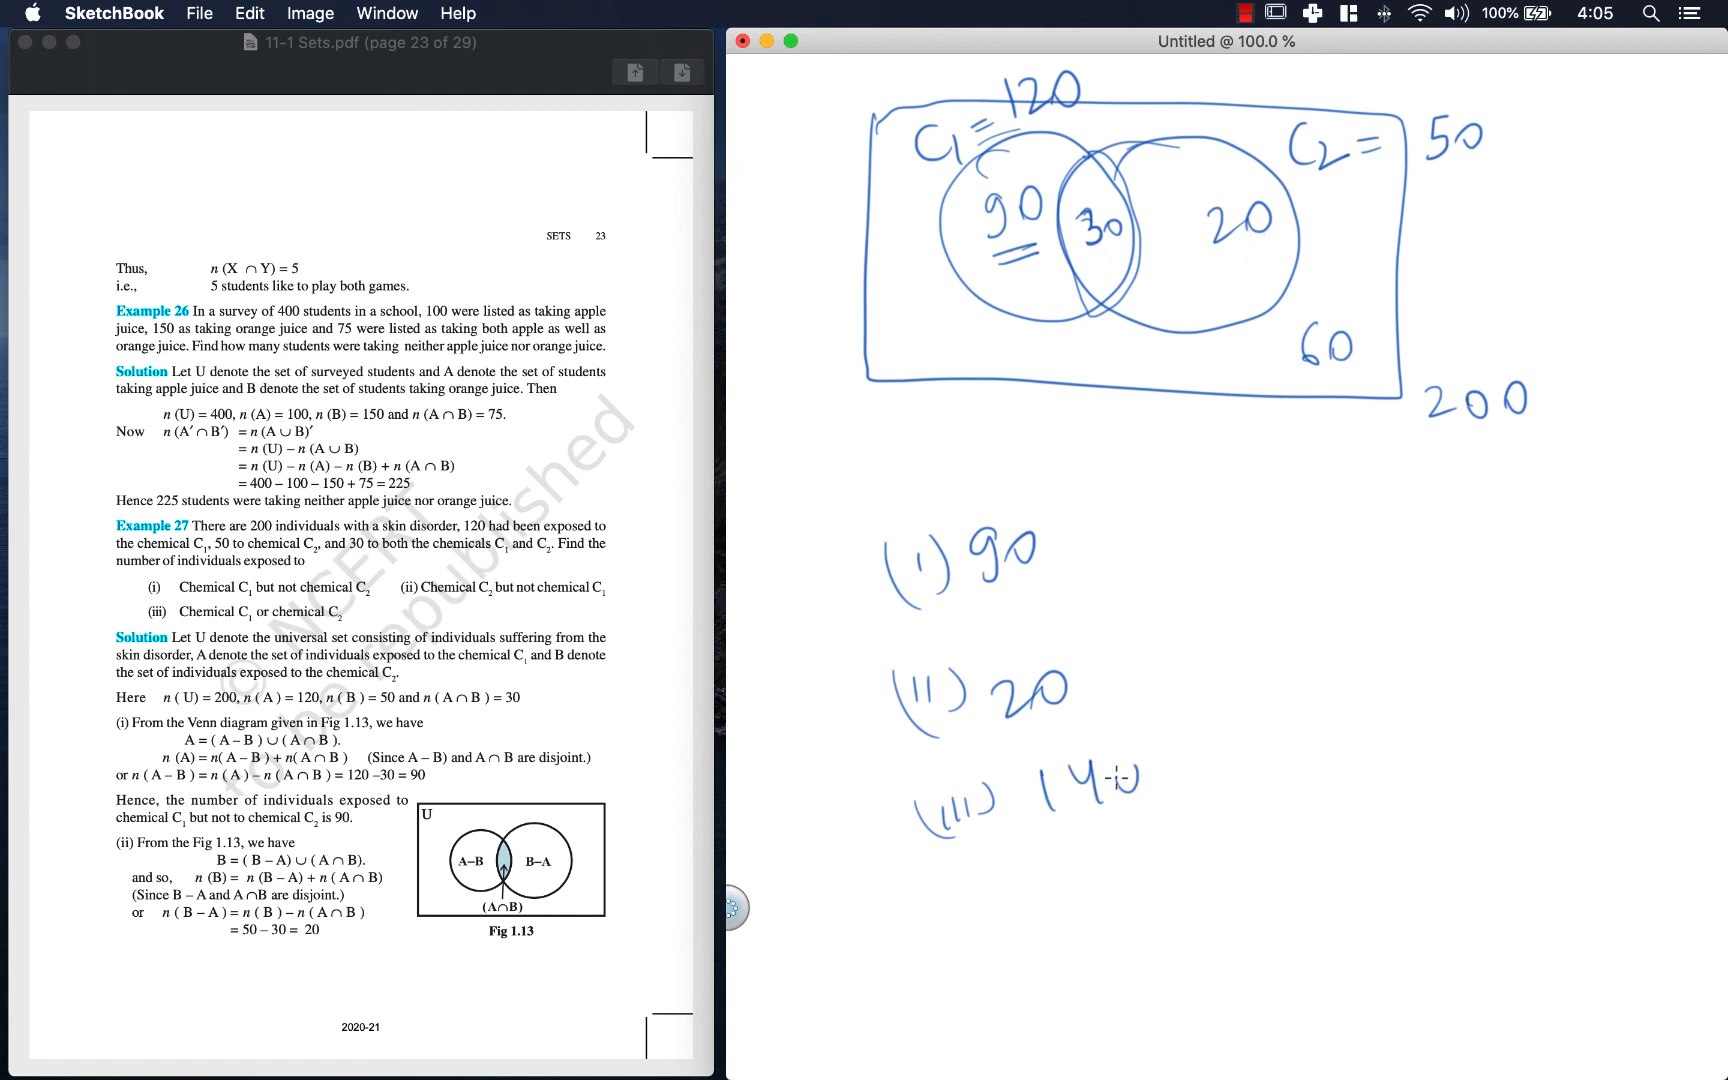 SketchBook File Edit Image Window Help 100% 4:05
11-1 Sets.pdf (page 23 of 29)
SETS 23
Thus, n (X ∩ Y) = 5
i.e., 5 students like to play both games.
Example 26 In a survey of 400 students in a school, 100 were listed as taking apple
juice, 150 as taking orange juice and 75 were listed as taking both apple as well as
orange juice. Find how many students were taking neither apple juice nor orange juice.
Solution Let U denote the set of surveyed students and A denote the set of students
taking apple juice and B denote the set of students taking orange juice. Then
n (U) = 400, n (A) = 100, n (B) = 150 and n (A ∩ B) = 75.
Now n (A′ ∩ B′) = n (A ∪ B)′
= n (U) – n (A ∪ B)
= n (U) – n (A) – n (B) + n (A ∩ B)
= 400 – 100 – 150 + 75 = 225
Hence 225 students were taking neither apple juice nor orange juice.
Example 27 There are 200 individuals with a skin disorder, 120 had been exposed to
the chemical C₁, 50 to chemical C₂, and 30 to both the chemicals C₁ and C₂. Find the
number of individuals exposed to
(i) Chemical C₁ but not chemical C₂ (ii) Chemical C₂ but not chemical C₁
(iii) Chemical C₁ or chemical C₂
Solution Let U denote the universal set consisting of individuals suffering from the
skin disorder, A denote the set of individuals exposed to the chemical C₁ and B denote
the set of individuals exposed to the chemical C₂.
Here n ( U) = 200, n ( A ) = 120, n ( B ) = 50 and n ( A ∩ B ) = 30
(i) From the Venn diagram given in Fig 1.13, we have
A = ( A – B ) ∪ ( A ∩ B ).
n (A) = n( A – B ) + n( A ∩ B ) (Since A – B) and A ∩ B are disjoint.)
or n ( A – B ) = n ( A ) – n ( A ∩ B ) = 120 –30 = 90
Hence, the number of individuals exposed to
chemical C₁ but not to chemical C₂ is 90.
(ii) From the Fig 1.13, we have
B = ( B – A) ∪ ( A ∩ B).
and so, n (B) = n (B – A) + n ( A ∩ B)
(Since B – A and A ∩B are disjoint.)
or n ( B – A ) = n ( B ) – n ( A ∩ B )
= 50 – 30 = 20
U
A–B B–A
(A∩B)
Fig 1.13
2020-21
© NCERT
not to be republished
Untitled @ 100.0 %
C₁ = 120
C₂ = 50
90 30 20
60
200
(i) 90
(ii) 20
(iii) 140